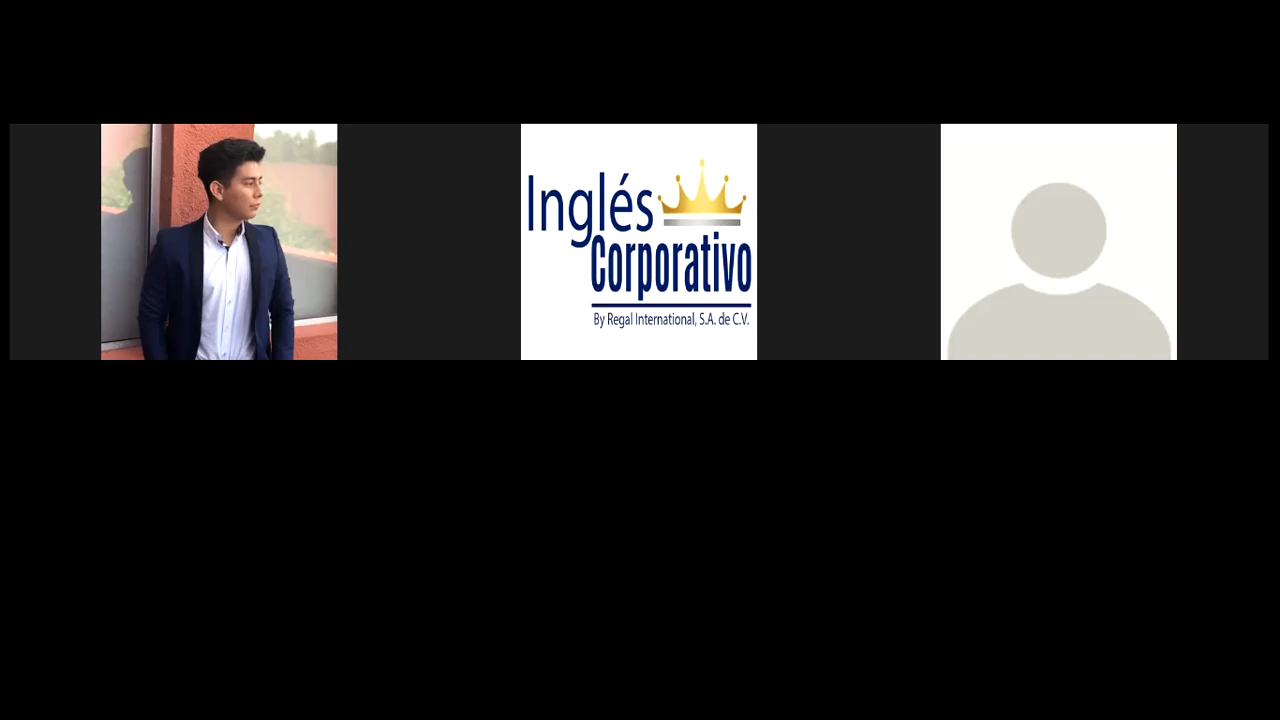 Inglés
Corporativo
By Regal International, S.A. de C.V.